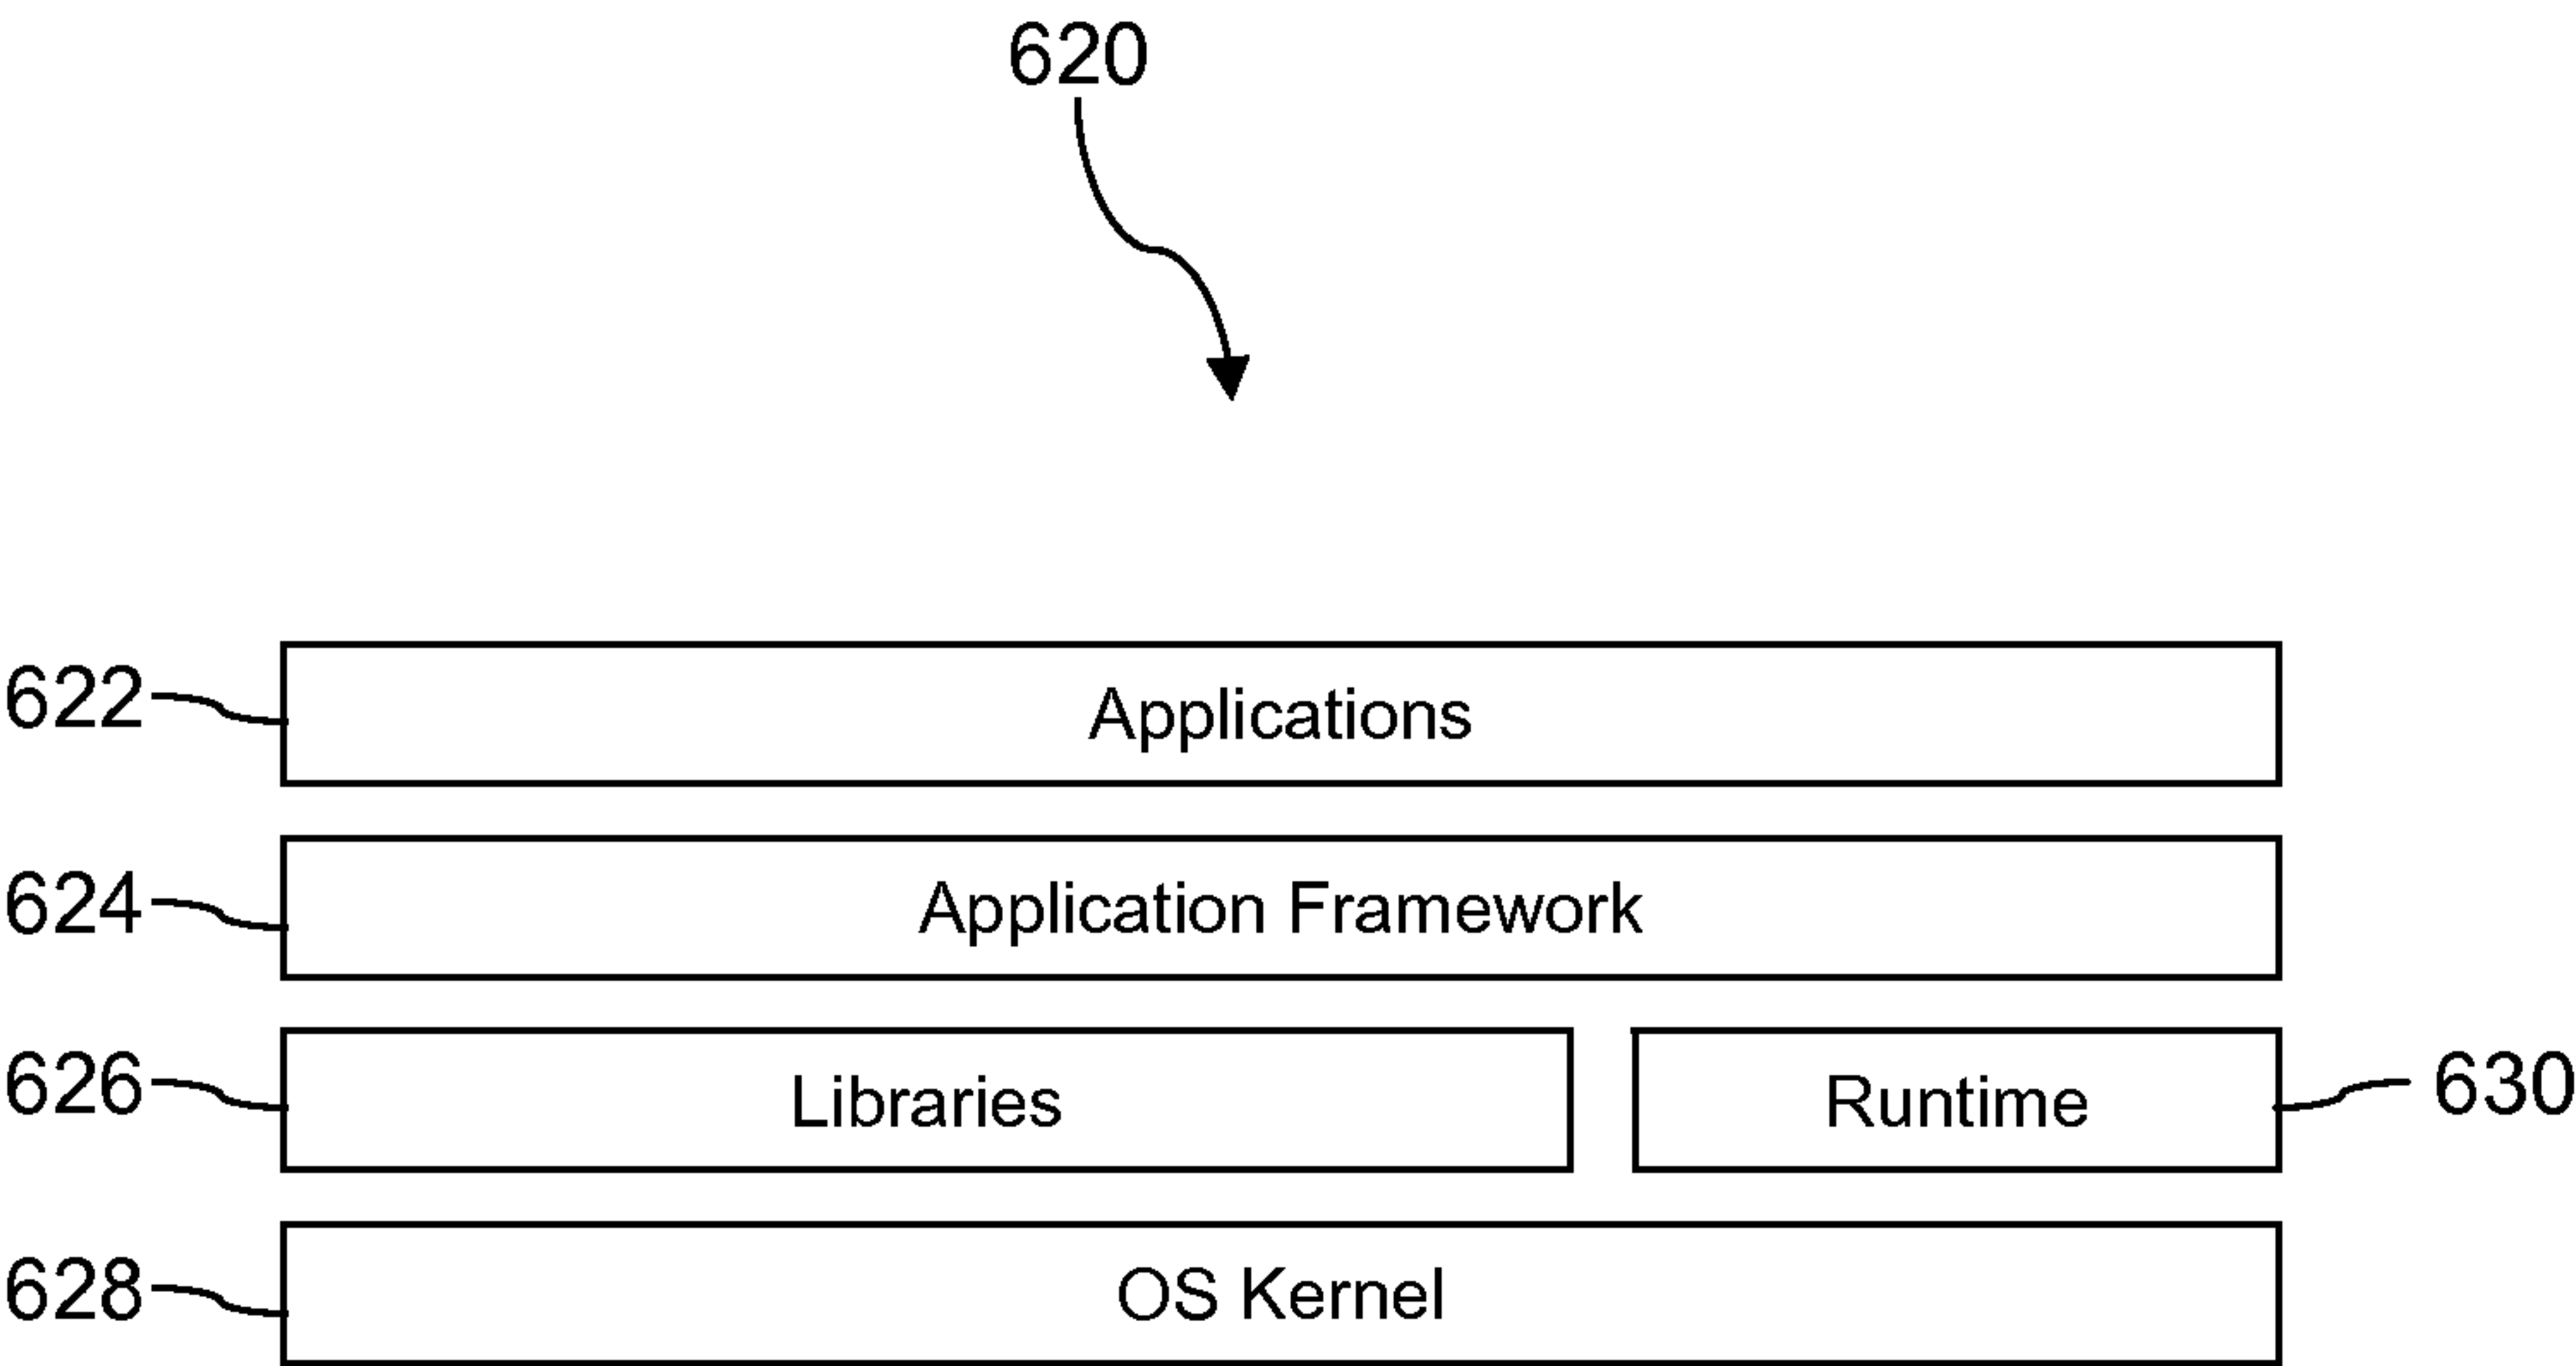 620
622
Applications
624
Application Framework
626
Libraries
Runtime
630
628
OS Kernel